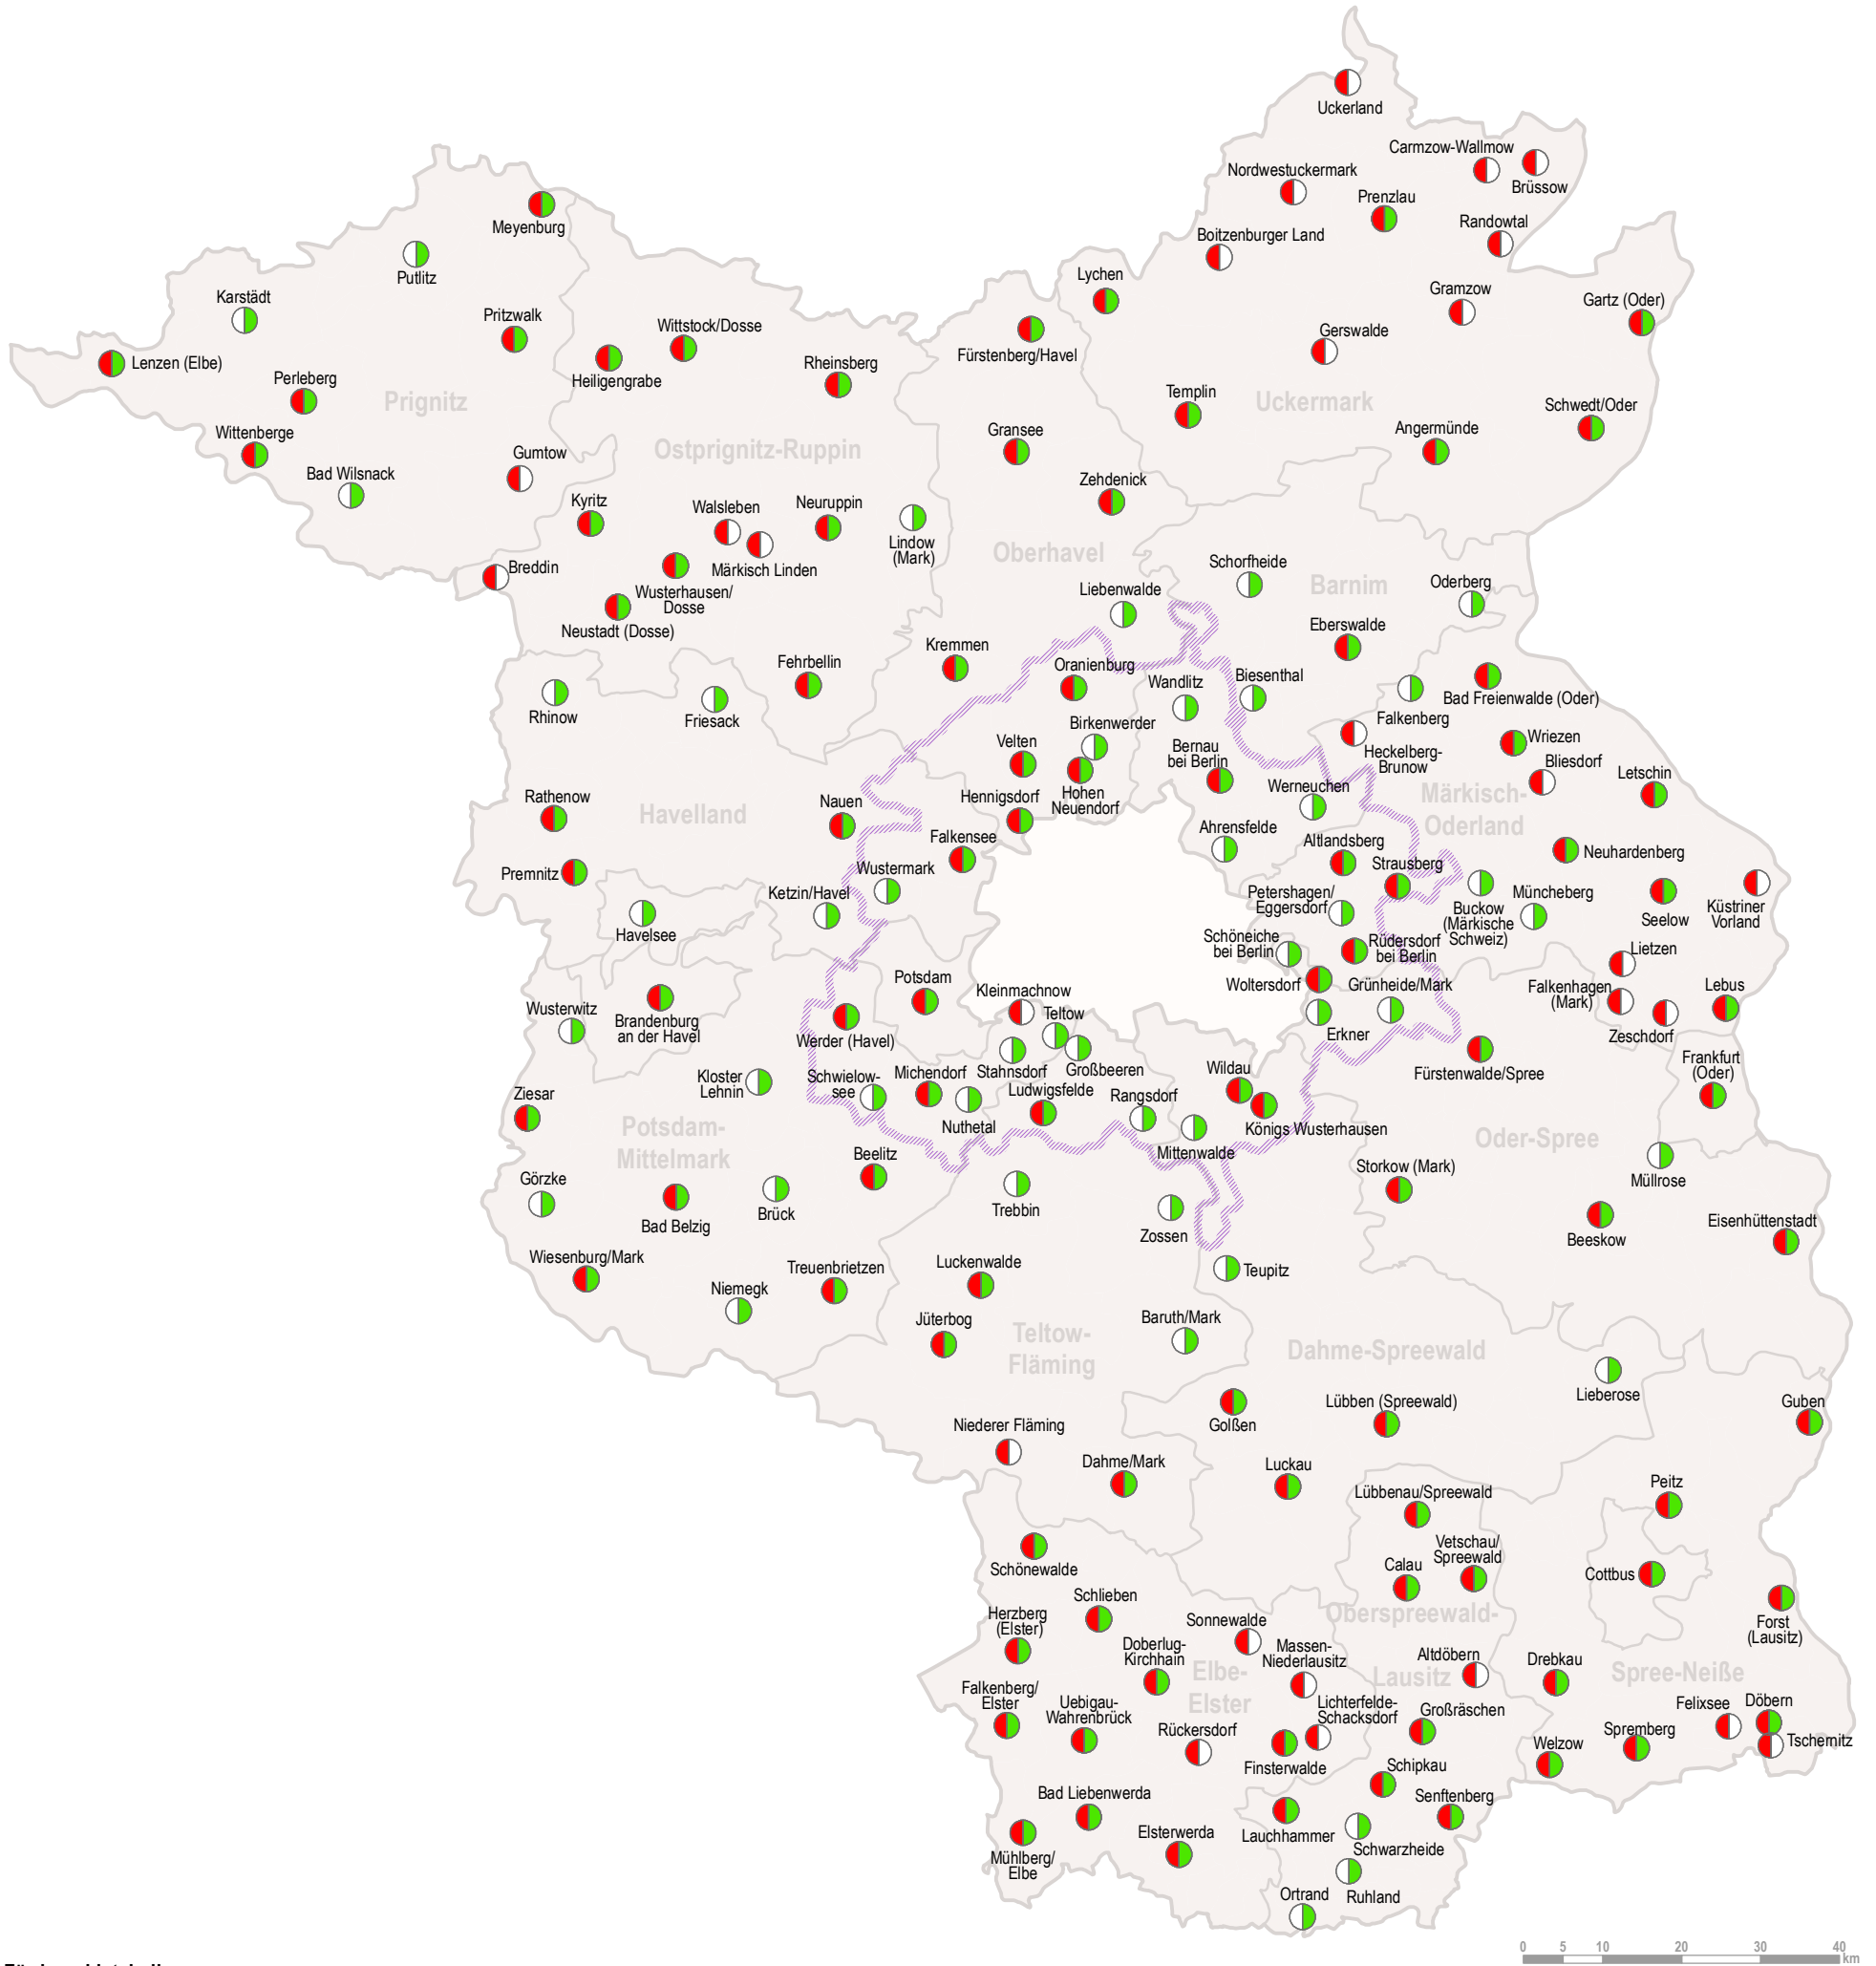 Uckerland
Carmzow-Wallmow
Brüssow
Nordwestuckermark
Prenzlau
Meyenburg
Randowtal
Boitzenburger Land
Putlitz
Lychen
Karstädt
Gramzow
Gartz (Oder)
Pritzwalk
Wittstock/Dosse
Gerswalde
Fürstenberg/Havel
Lenzen (Elbe)
Rheinsberg
Heiligengrabe
Perleberg
Templin
Prignitz
Uckermark
Schwedt/Oder
Wittenberge
Gransee
Angermünde
Ostprignitz-Ruppin
Gumtow
Bad Wilsnack
Zehdenick
Kyritz
Walsleben
Neuruppin
Lindow
(Mark)
Oberhavel
Breddin
Märkisch Linden
Schorfheide
Barnim
Oderberg
Wusterhausen/
Dosse
Liebenwalde
Neustadt (Dosse)
Eberswalde
Kremmen
Fehrbellin
Oranienburg
Wandlitz
Biesenthal
Bad Freienwalde (Oder)
Rhinow
Friesack
Falkenberg
Birkenwerder
Velten
Bernau
bei Berlin
Heckelberg-
Brunow
Wriezen
Bliesdorf
Letschin
Rathenow
Havelland
Nauen
Hennigsdorf
Hohen
Neuendorf
Werneuchen
Märkisch-
Oderland
Falkensee
Ahrensfelde
Altlandsberg
Strausberg
Neuhardenberg
Premnitz
Wustermark
Ketzin/Havel
Petershagen/
Eggersdorf
Buckow
(Märkische
Schweiz)
Müncheberg
Seelow
Küstriner
Vorland
Havelsee
Schöneiche
bei Berlin
Rüdersdorf
bei Berlin
Lietzen
Potsdam
Kleinmachnow
Woltersdorf
Grünheide/Mark
Falkenhagen
(Mark)
Lebus
Wusterwitz
Brandenburg
an der Havel
Werder (Havel)
Teltow
Erkner
Zeschdorf
Stahnsdorf
Großbeeren
Fürstenwalde/Spree
Frankfurt
(Oder)
Kloster
Lehnin
Schwielow-
see
Michendorf
Ludwigsfelde
Rangsdorf
Wildau
Ziesar
Nuthetal
Königs Wusterhausen
Potsdam-
Mittelmark
Oder-Spree
Mittenwalde
Beelitz
Storkow (Mark)
Müllrose
Görzke
Brück
Trebbin
Bad Belzig
Zossen
Beeskow
Eisenhüttenstadt
Wiesenburg/Mark
Treuenbrietzen
Luckenwalde
Teupitz
Niemegk
Jüterbog
Baruth/Mark
Teltow-
Fläming
Dahme-Spreewald
Lieberose
Golßen
Lübben (Spreewald)
Guben
Niederer Fläming
Dahme/Mark
Luckau
Peitz
Lübbenau/Spreewald
Schönewalde
Vetschau/
Spreewald
Calau
Cottbus
Schlieben
Oberspreewald-
Lausitz
Forst
(Lausitz)
Herzberg
(Elster)
Sonnewalde
Doberlug-
Kirchhain
Massen-
Niederlausitz
Altdöbern
Drebkau
Elbe-
Elster
Spree-Neiße
Falkenberg/
Elster
Uebigau-
Wahrenbrück
Lichterfelde-
Schacksdorf
Großräschen
Felixsee
Döbern
Rückersdorf
Spremberg
Tschernitz
Welzow
Finsterwalde
Schipkau
Bad Liebenwerda
Senftenberg
Elsterwerda
Lauchhammer
Mühlberg/
Elbe
Schwarzheide
Ortrand
Ruhland
0 5 10 20 30 40
km